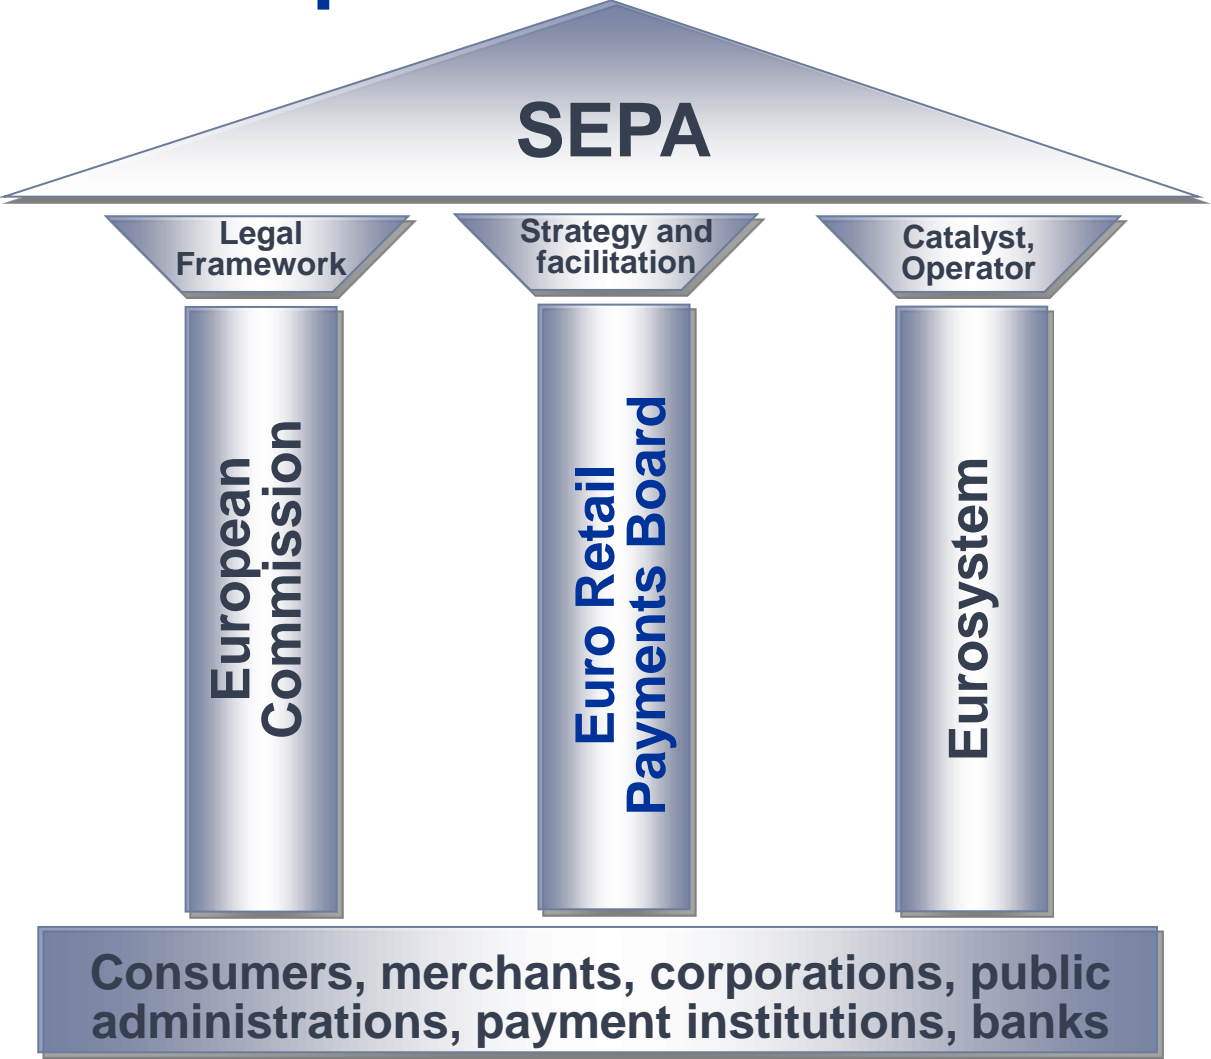 SEPA
Legal
Framework
Strategy and
facilitation
Catalyst,
Operator
European
Commission
Euro Retail
Payments Board
Eurosystem
Consumers, merchants, corporations, public
administrations, payment institutions, banks